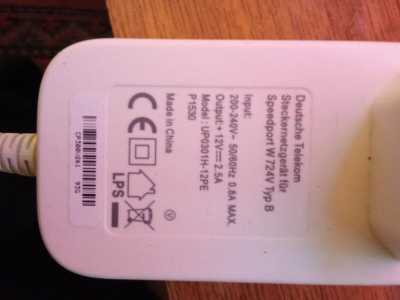 Deutsche Telekom
Steckernetzgerät für
Speedport W 724V Typ B
Input:
200-240V~ 50/60Hz 0.8A MAX.
Output:+ 12V⎓ 2.5A
Model : UP0301H-12PE
P1530
Made in China
CE
LPS
V